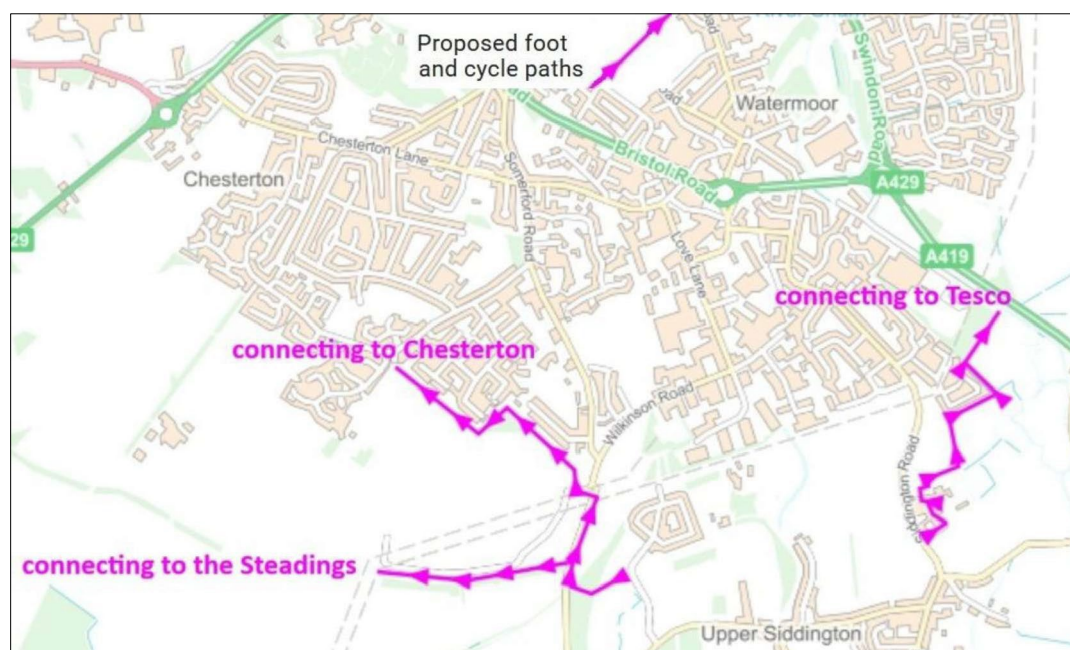 Proposed foot
and cycle paths
Road
Watermoor
Swindon Road
Chesterton Lane
Chesterton
Somerford Road
Bristol Road
A429
29
Love Lane
A419
connecting to Tesco
connecting to Chesterton
Wilkinson Road
Siddington Road
connecting to the Steadings
Upper Siddington